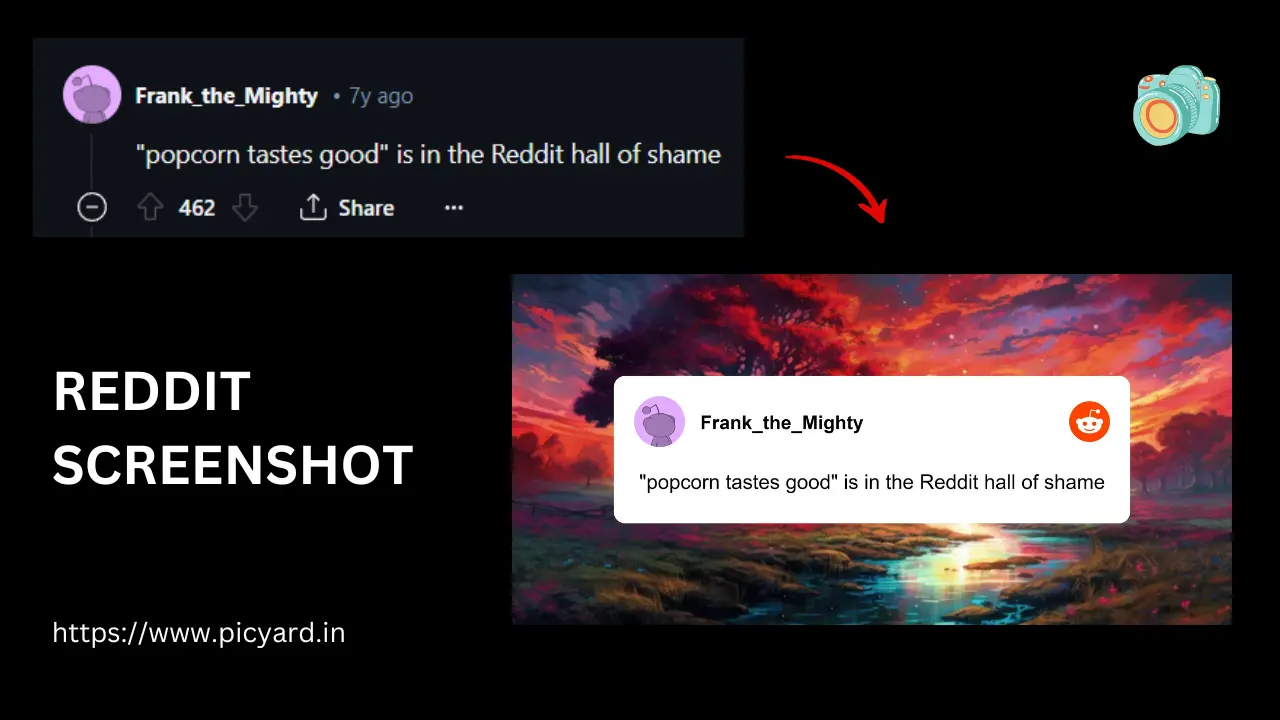 Frank_the_Mighty • 7y ago
"popcorn tastes good" is in the Reddit hall of shame
462 Share ···
Frank_the_Mighty
"popcorn tastes good" is in the Reddit hall of shame
REDDIT
SCREENSHOT
https://www.picyard.in